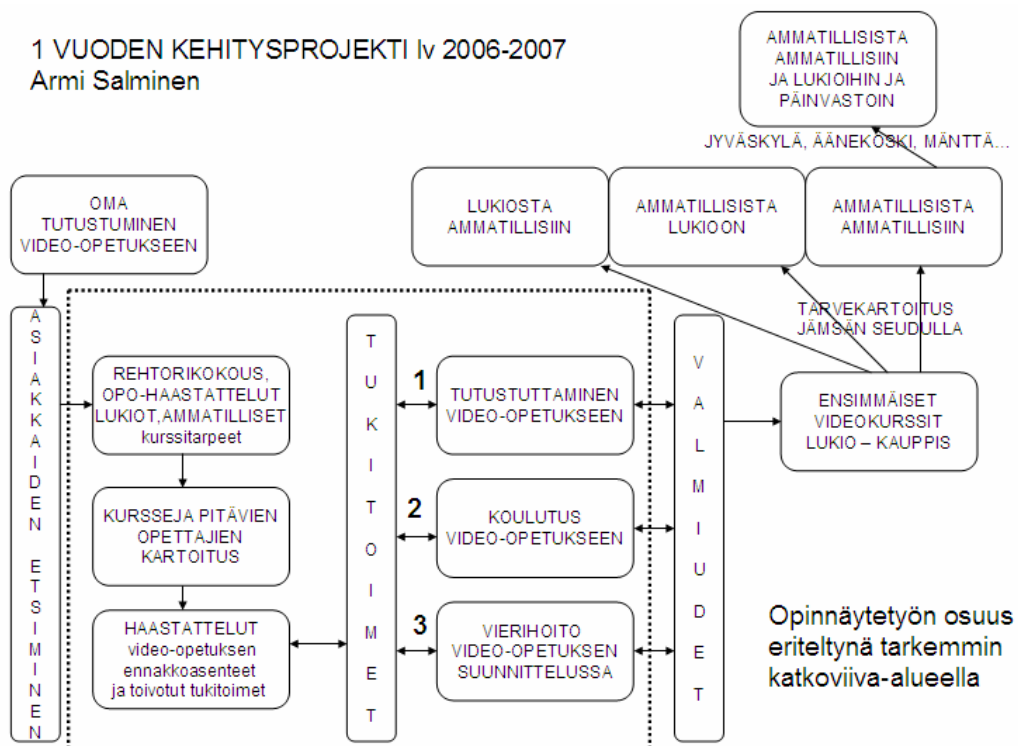 1 VUODEN KEHITYSPROJEKTI lv 2006-2007
Armi Salminen
AMMATILLISISTA
AMMATILLISIIN
JA LUKIOIHIN JA
PÄINVASTOIN
JYVÄSKYLÄ, ÄÄNEKOSKI, MÄNTTÄ...
OMA
TUTUSTUMINEN
VIDEO-OPETUKSEEN
LUKIOSTA
AMMATILLISIIN
AMMATILLISISTA
LUKIOON
AMMATILLISISTA
AMMATILLISIIN
TARVEKARTOITUS
JÄMSÄN SEUDULLA
ASIAKKAIDEN ETSIMINEN
REHTORIKOKOUS,
OPO-HAASTATTELUT
LUKIOT,AMMATILLISET
kurssitarpeet
KURSSEJA PITÄVIEN
OPETTAJIEN
KARTOITUS
HAASTATTELUT
video-opetuksen
ennakkoasenteet
ja toivotut tukitoimet
TUKITOIMET
1
TUTUSTUTTAMINEN
VIDEO-OPETUKSEEN
2
KOULUTUS
VIDEO-OPETUKSEEN
3
VIERIHOITO
VIDEO-OPETUKSEN
SUUNNITTELUSSA
VALMIUDET
ENSIMMÄISET
VIDEOKURSSIT
LUKIO – KAUPPIS
Opinnäytetyön osuus
eriteltynä tarkemmin
katkoviiva-alueella